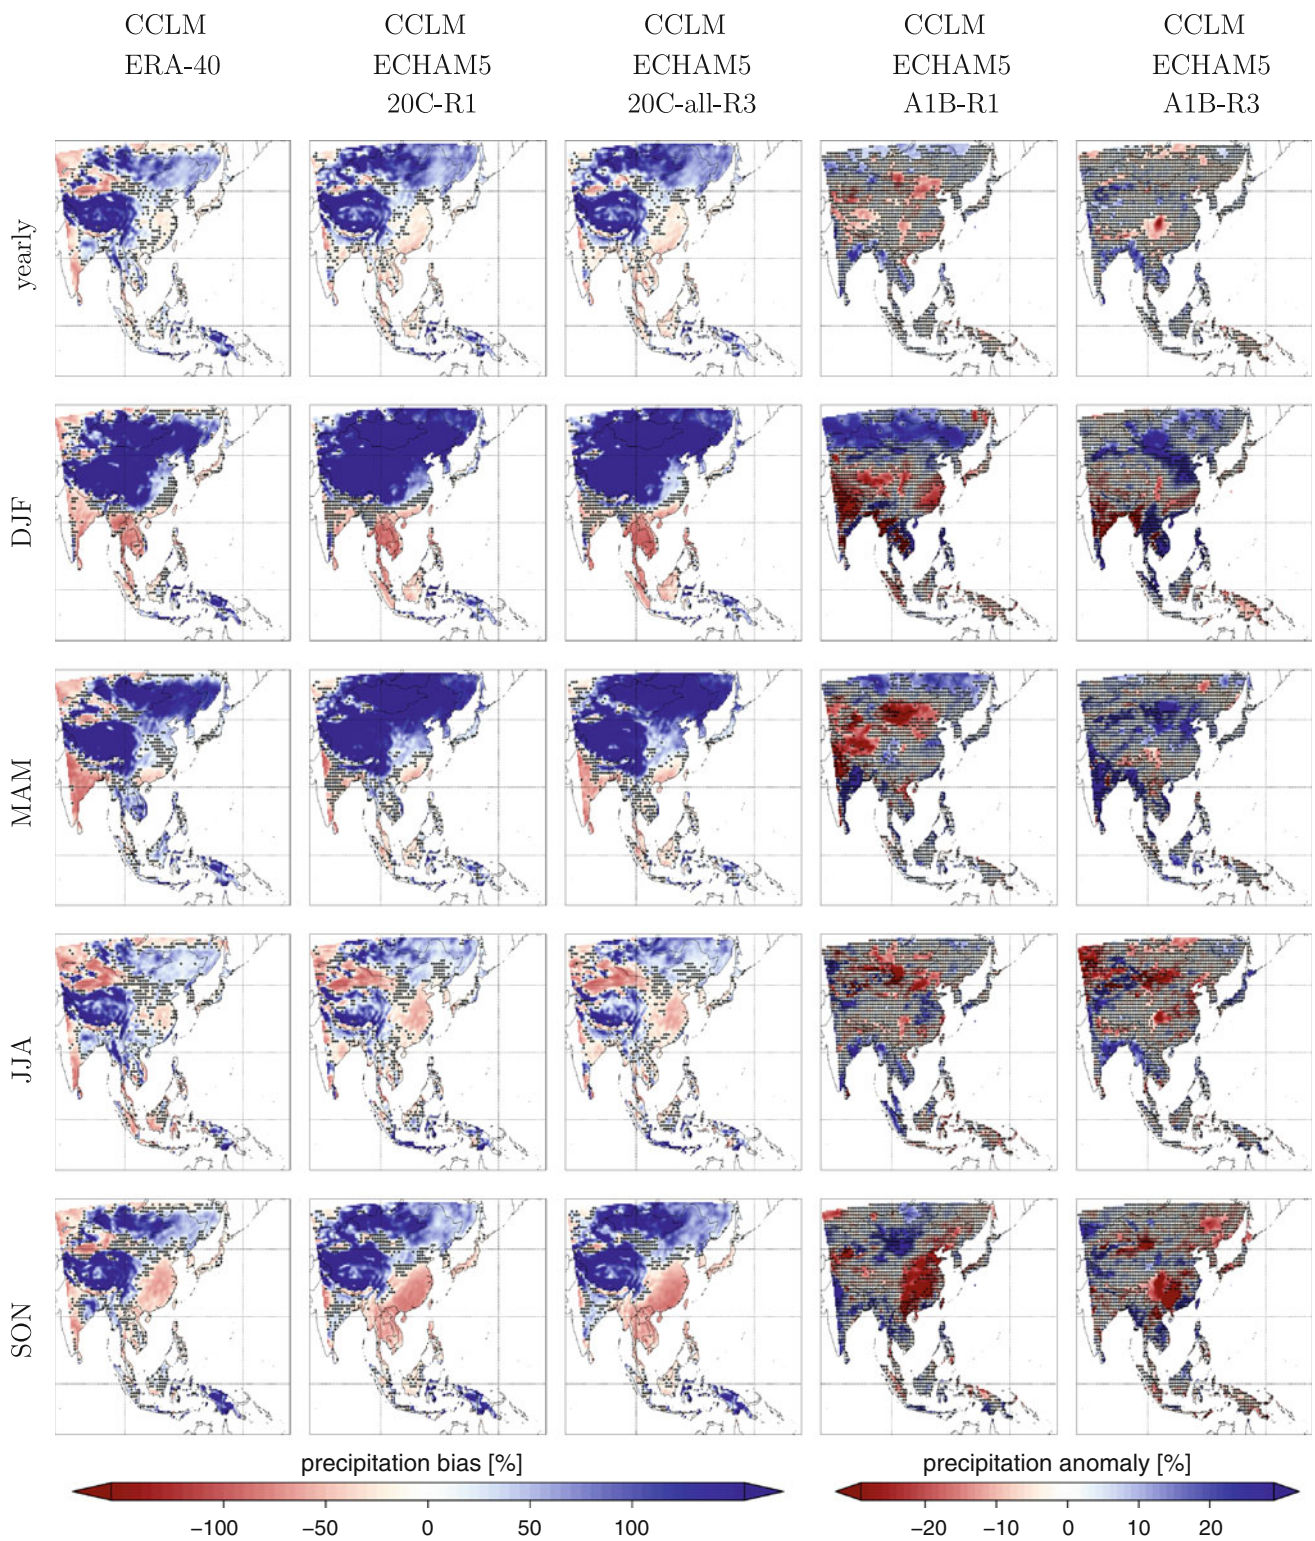 CCLM CCLM CCLM CCLM CCLM
ERA-40 ECHAM5 ECHAM5 ECHAM5 ECHAM5
20C-R1 20C-all-R3 A1B-R1 A1B-R3
yearly
DJF
MAM
JJA
SON
precipitation bias [%] precipitation anomaly [%]
−100 −50 0 50 100 −20 −10 0 10 20